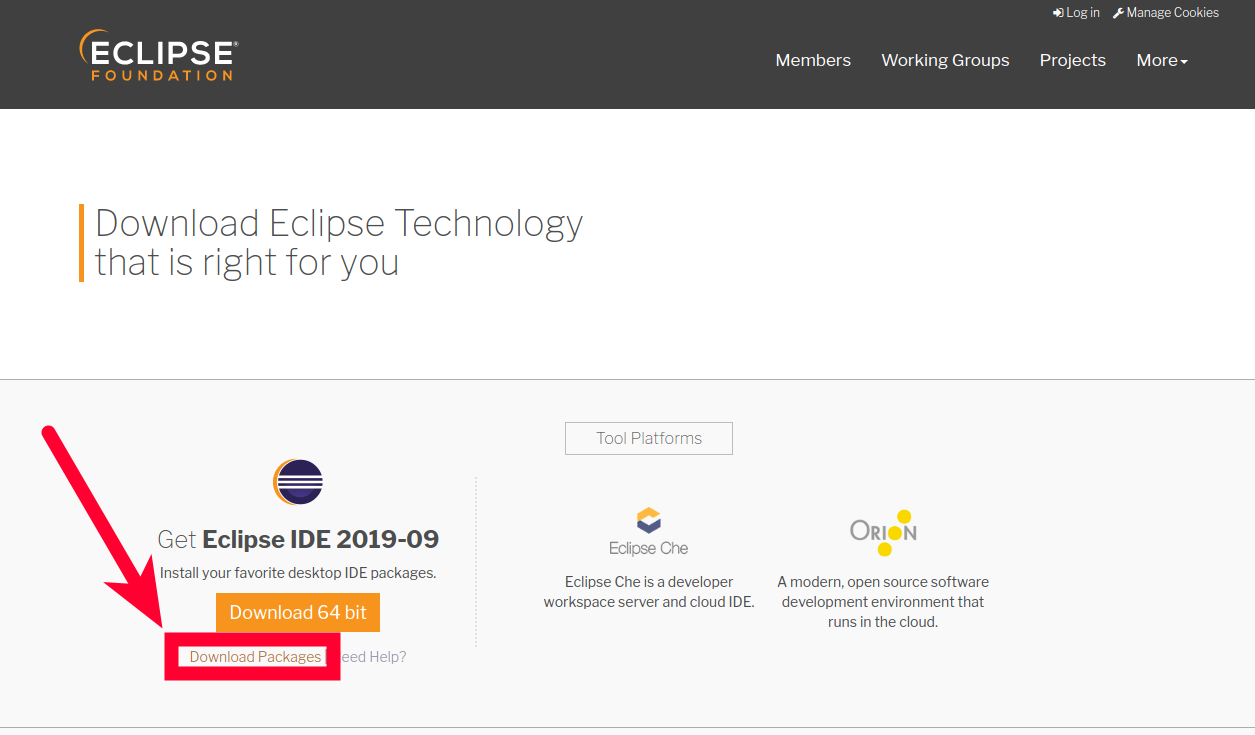 Log in Manage Cookies
ECLIPSE®
FOUNDATION
Members Working Groups Projects More
Download Eclipse Technology
that is right for you
Tool Platforms
Get Eclipse IDE 2019-09
Install your favorite desktop IDE packages.
Download 64 bit
Download Packages eed Help?
Eclipse Che
Eclipse Che is a developer
workspace server and cloud IDE.
ORION
A modern, open source software
development environment that
runs in the cloud.